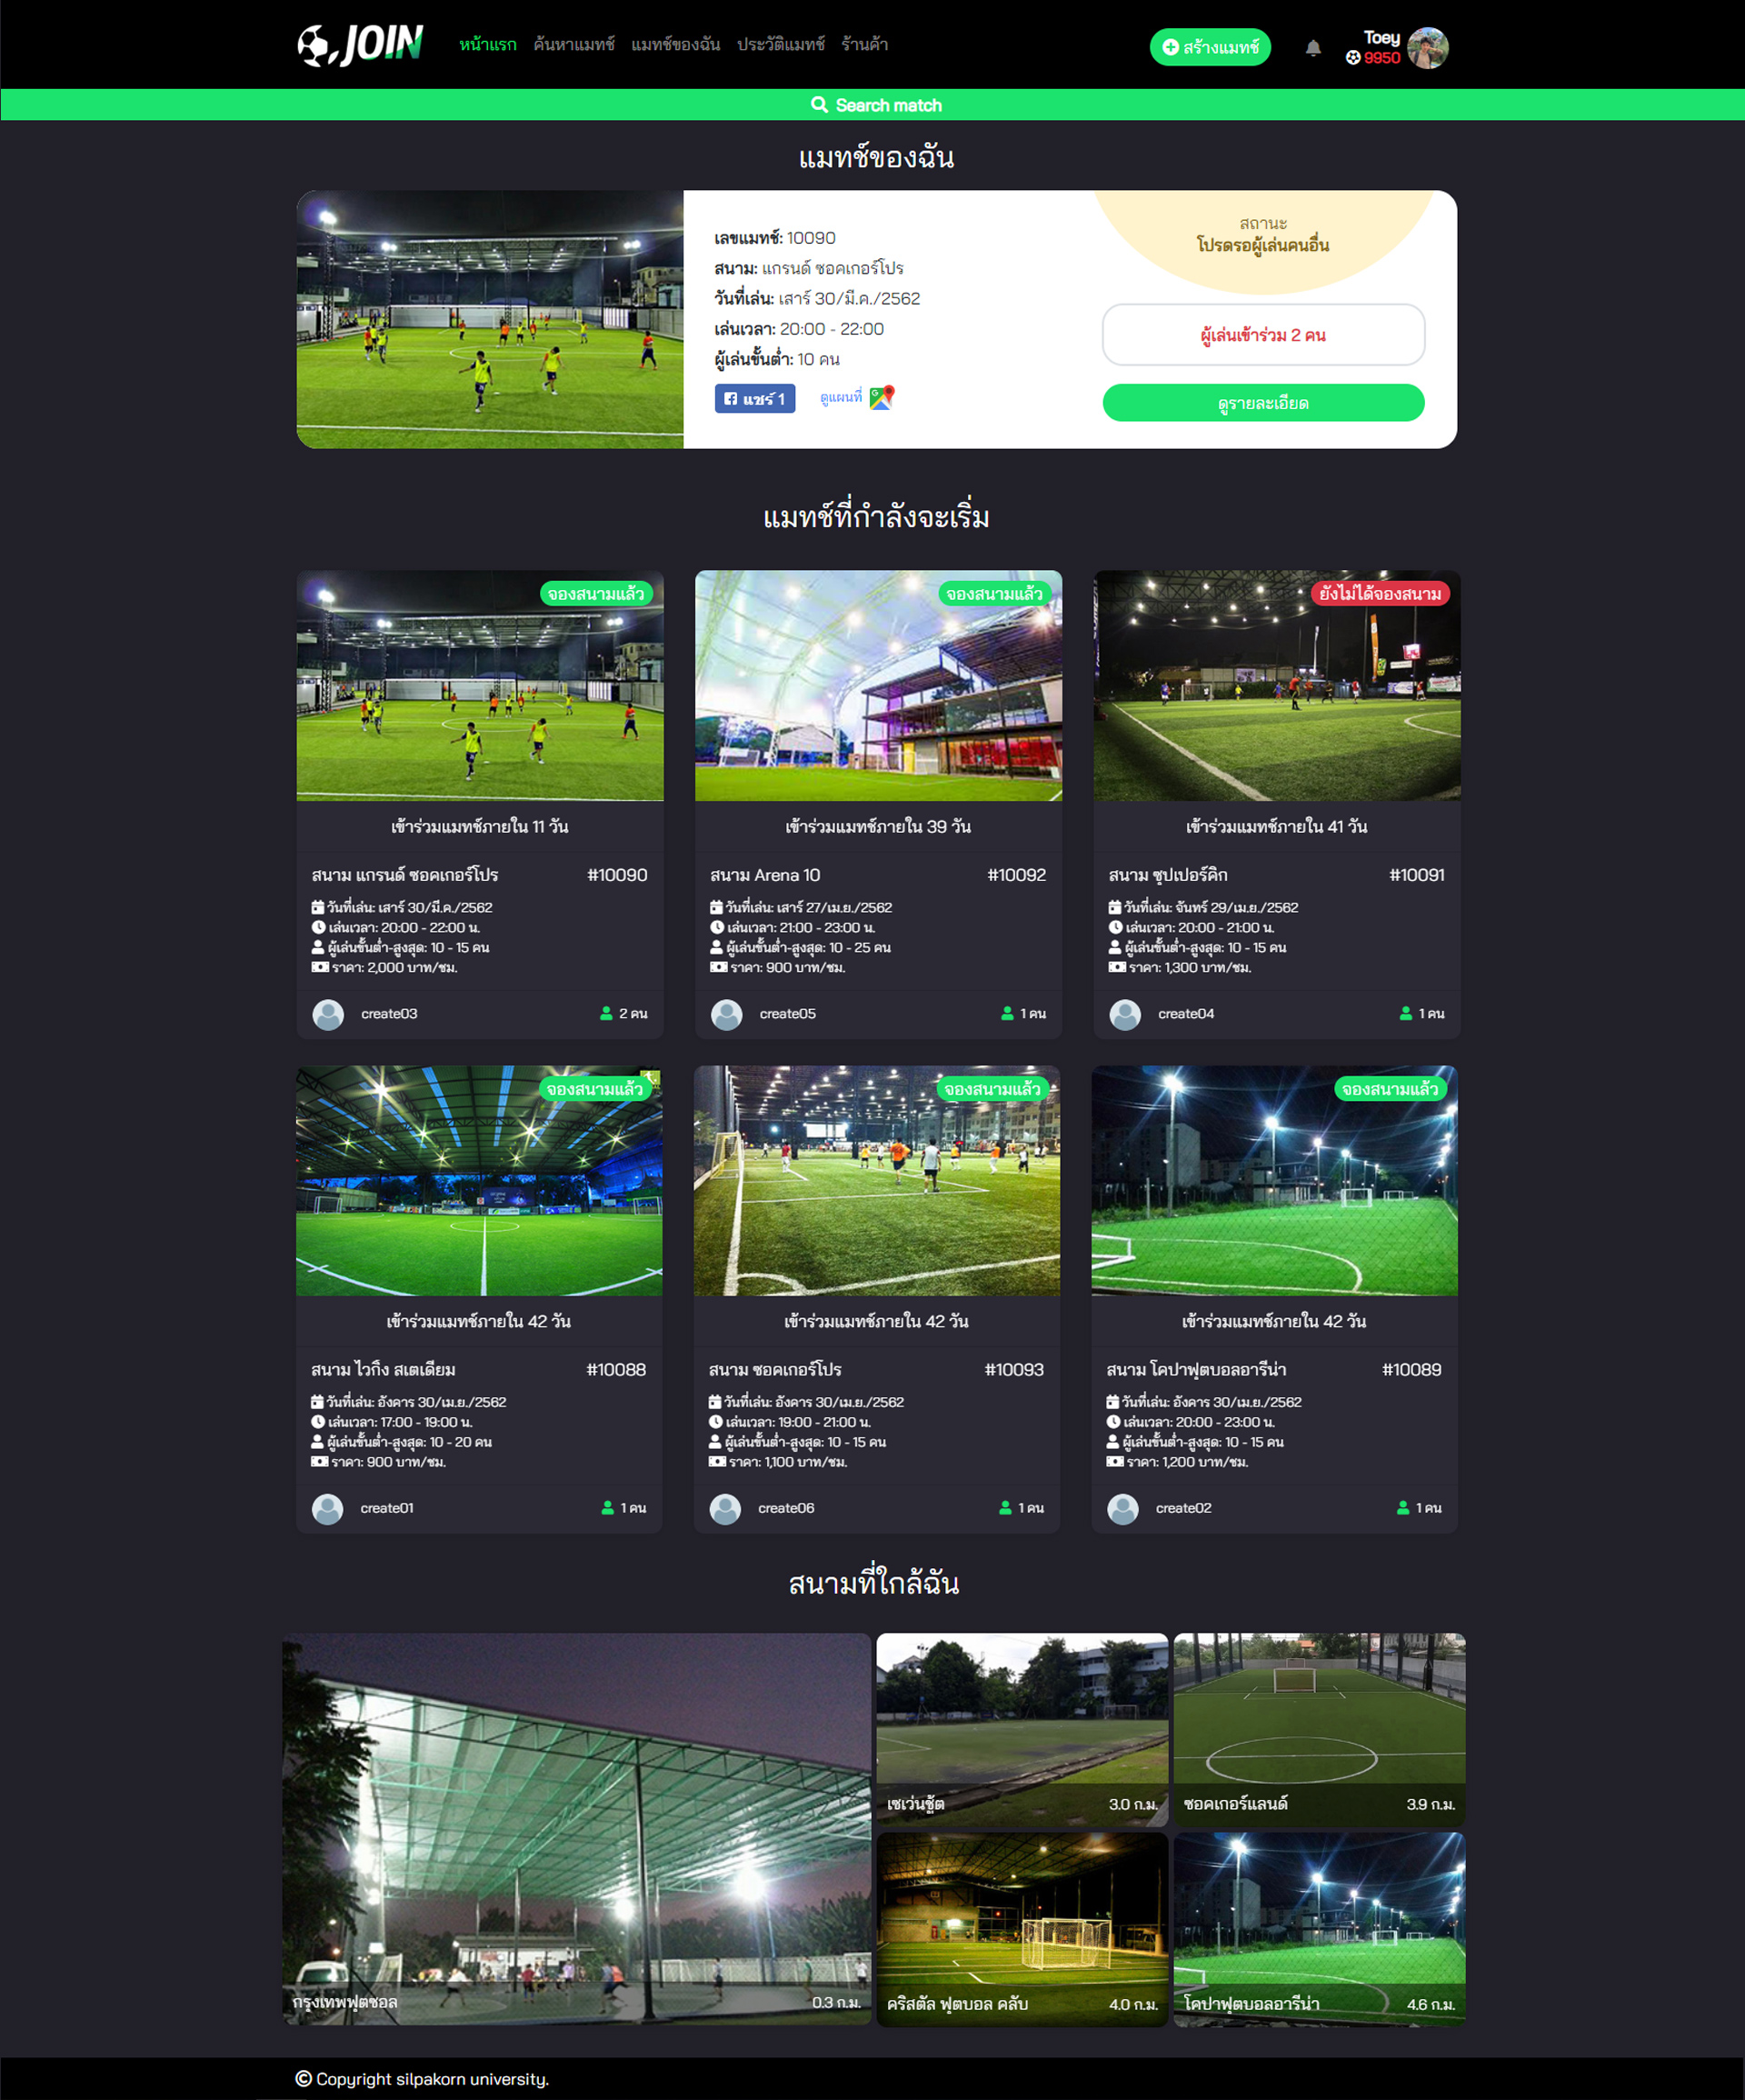 JOIN
หน้าแรก ค้นหาแมทช์ แมทช์ของฉัน ประวัติแมทช์ ร้านค้า
สร้างแมทช์
Toey
9950
Search match
แมทช์ของฉัน
เลขแมทช์: 10090
สนาม: แกรนด์ ซอคเกอร์โปร
วันที่เล่น: เสาร์ 30/มี.ค./2562
เล่นเวลา: 20:00 - 22:00
ผู้เล่นขั้นต่ำ: 10 คน
แชร์ 1 ดูแผนที่
สถานะ
โปรดรอผู้เล่นคนอื่น
ผู้เล่นเข้าร่วม 2 คน
ดูรายละเอียด
แมทช์ที่กำลังจะเริ่ม
จองสนามแล้ว
เข้าร่วมแมทช์ภายใน 11 วัน
สนาม แกรนด์ ซอคเกอร์โปร #10090
วันที่เล่น: เสาร์ 30/มี.ค./2562
เล่นเวลา: 20:00 - 22:00 น.
ผู้เล่นขั้นต่ำ-สูงสุด: 10 - 15 คน
ราคา: 2,000 บาท/ชม.
create03 2 คน
จองสนามแล้ว
เข้าร่วมแมทช์ภายใน 39 วัน
สนาม Arena 10 #10092
วันที่เล่น: เสาร์ 27/เม.ย./2562
เล่นเวลา: 21:00 - 23:00 น.
ผู้เล่นขั้นต่ำ-สูงสุด: 10 - 25 คน
ราคา: 900 บาท/ชม.
create05 1 คน
ยังไม่ได้จองสนาม
เข้าร่วมแมทช์ภายใน 41 วัน
สนาม ซุปเปอร์คิก #10091
วันที่เล่น: จันทร์ 29/เม.ย./2562
เล่นเวลา: 20:00 - 21:00 น.
ผู้เล่นขั้นต่ำ-สูงสุด: 10 - 15 คน
ราคา: 1,300 บาท/ชม.
create04 1 คน
จองสนามแล้ว
เข้าร่วมแมทช์ภายใน 42 วัน
สนาม ไวกิ้ง สเตเดียม #10088
วันที่เล่น: อังคาร 30/เม.ย./2562
เล่นเวลา: 17:00 - 19:00 น.
ผู้เล่นขั้นต่ำ-สูงสุด: 10 - 20 คน
ราคา: 900 บาท/ชม.
create01 1 คน
จองสนามแล้ว
เข้าร่วมแมทช์ภายใน 42 วัน
สนาม ซอคเกอร์โปร #10093
วันที่เล่น: อังคาร 30/เม.ย./2562
เล่นเวลา: 19:00 - 21:00 น.
ผู้เล่นขั้นต่ำ-สูงสุด: 10 - 15 คน
ราคา: 1,100 บาท/ชม.
create06 1 คน
จองสนามแล้ว
เข้าร่วมแมทช์ภายใน 42 วัน
สนาม โคปาฟุตบอลอารีน่า #10089
วันที่เล่น: อังคาร 30/เม.ย./2562
เล่นเวลา: 20:00 - 23:00 น.
ผู้เล่นขั้นต่ำ-สูงสุด: 10 - 15 คน
ราคา: 1,200 บาท/ชม.
create02 1 คน
สนามที่ใกล้ฉัน
กรุงเทพฟุตซอล 0.3 ก.ม.
เซเว่นชู้ต 3.0 ก.ม.
ซอคเกอร์แลนด์ 3.9 ก.ม.
คริสตัล ฟุตบอล คลับ 4.0 ก.ม.
โคปาฟุตบอลอารีน่า 4.6 ก.ม.
© Copyright silpakorn university.